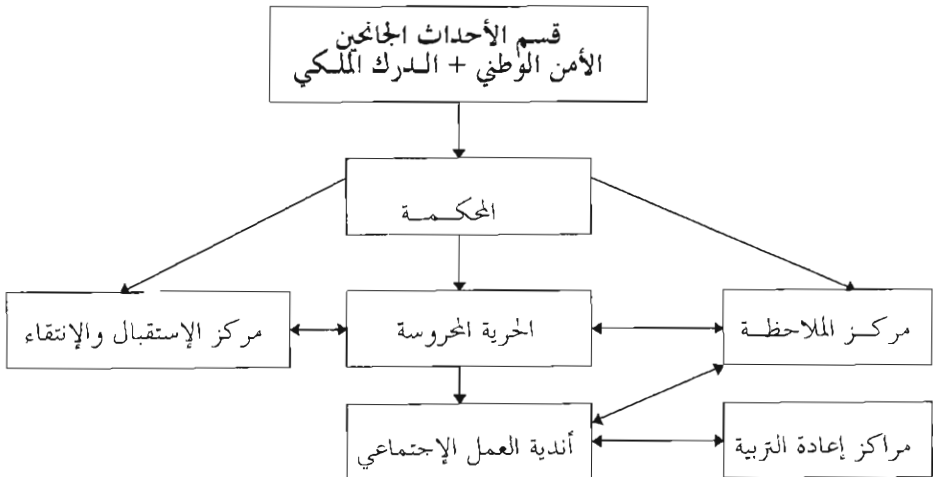 قسم الأحداث الجانحين
الأمن الوطني + الدرك الملكي
المحكمة
مركز الملاحظة
الحرية المحروسة
مركز الإستقبال والإنتقاء
مراكز إعادة التربية
أندية العمل الإجتماعي